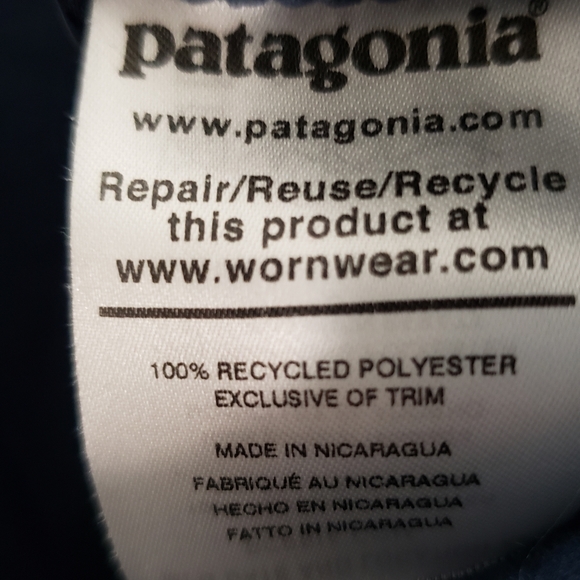 patagonia®
www.patagonia.com
Repair/Reuse/Recycle
this product at
www.wornwear.com
100% RECYCLED POLYESTER
EXCLUSIVE OF TRIM
MADE IN NICARAGUA
FABRIQUÉ AU NICARAGUA
HECHO EN NICARAGUA
FATTO IN NICARAGUA